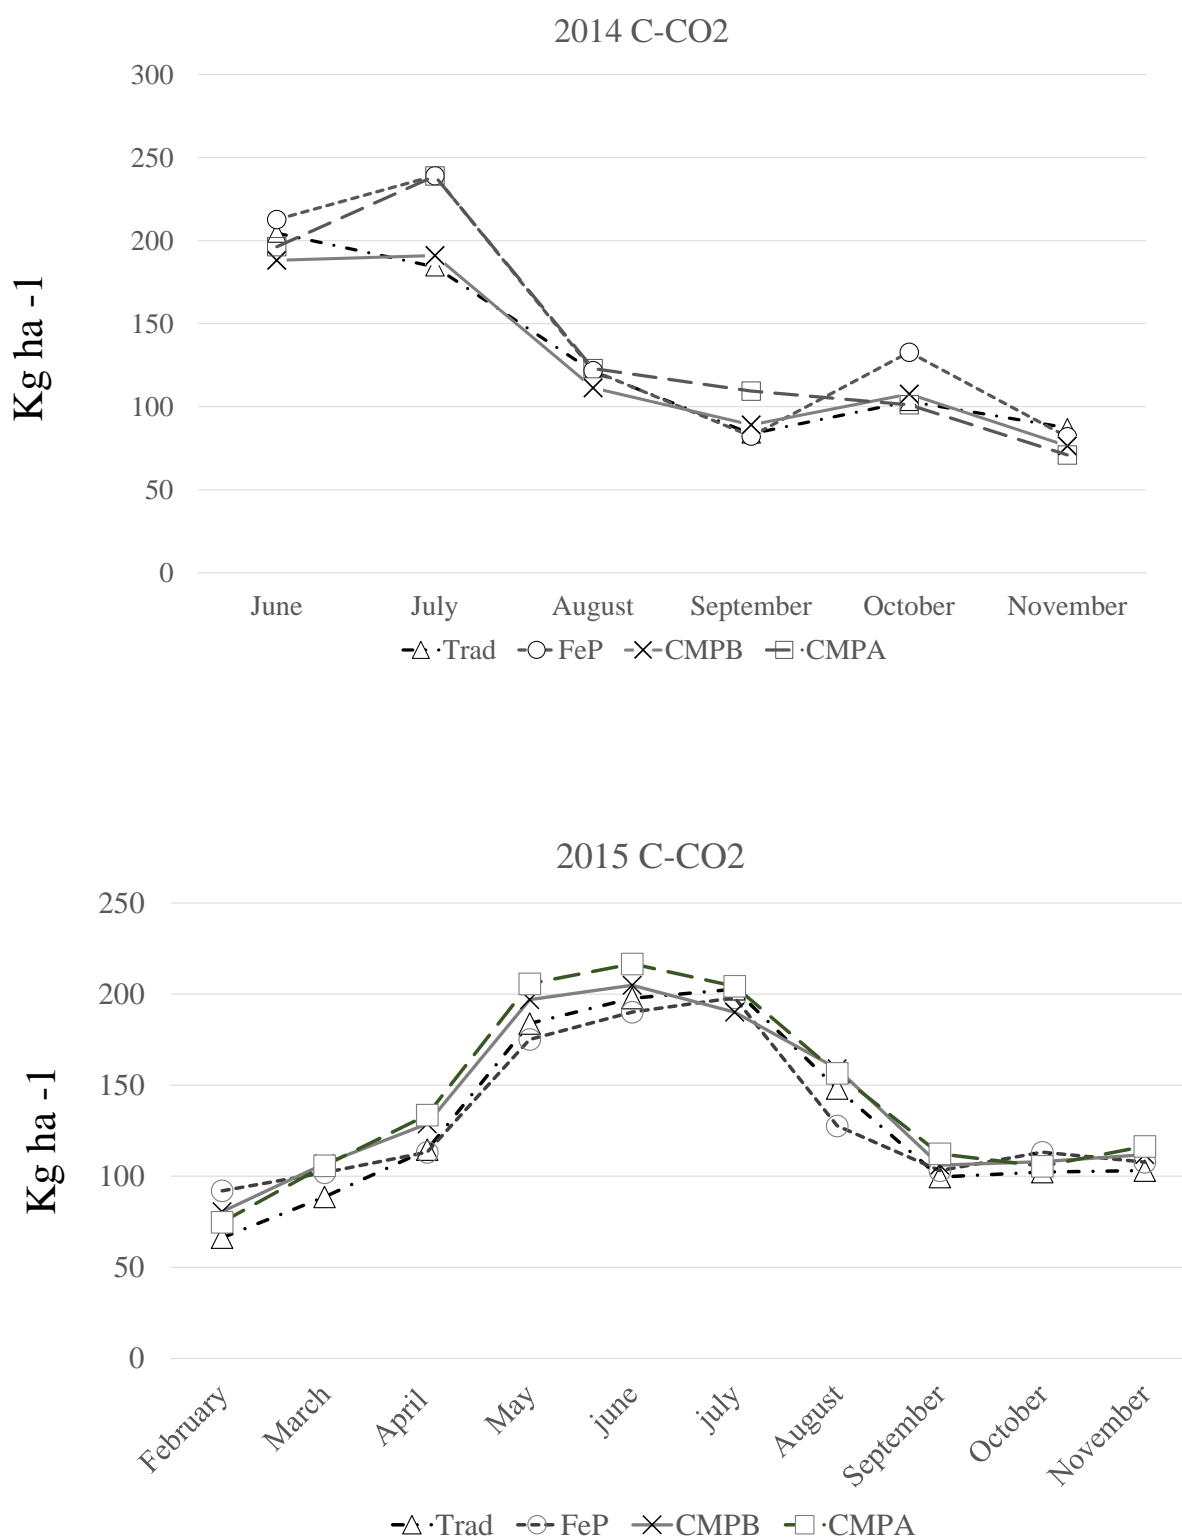 2014 C-CO2
300
250
200
150
100
50
0
Kg ha -1
June July August September October November
Trad FeP CMPB CMPA
2015 C-CO2
250
200
150
100
50
0
Kg ha -1
February March April May june july August September October November
Trad FeP CMPB CMPA